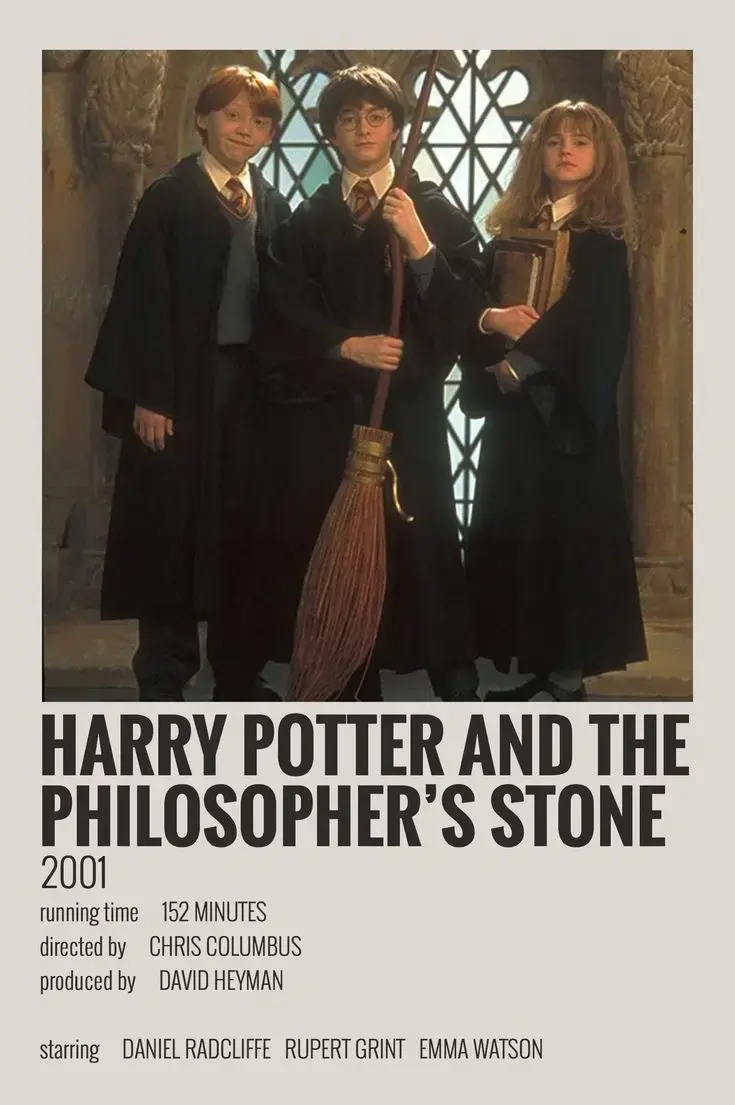 HARRY POTTER AND THE
PHILOSOPHER’S STONE
2001
running time 152 MINUTES
directed by CHRIS COLUMBUS
produced by DAVID HEYMAN
starring DANIEL RADCLIFFE RUPERT GRINT EMMA WATSON